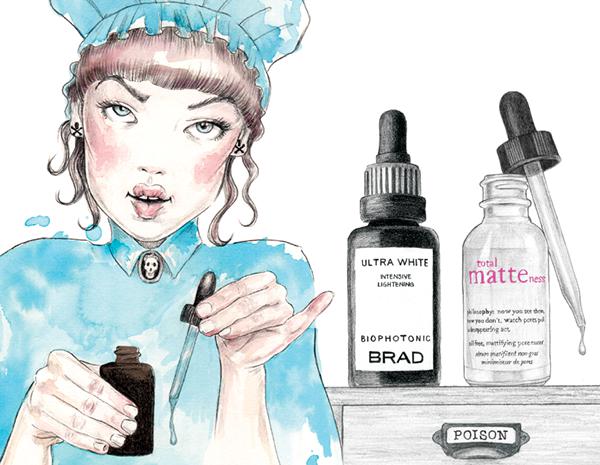 ULTRA WHITE
INTENSIVE
LIGHTENING
BIOPHOTONIC
BRAD
total
matteness
philosophy: now you see them,
now you don't. watch pores pull
a disappearing act.
oil-free, mattifying pore tamer
sérum matifiant non-gras
minimiseur de pores
POISON